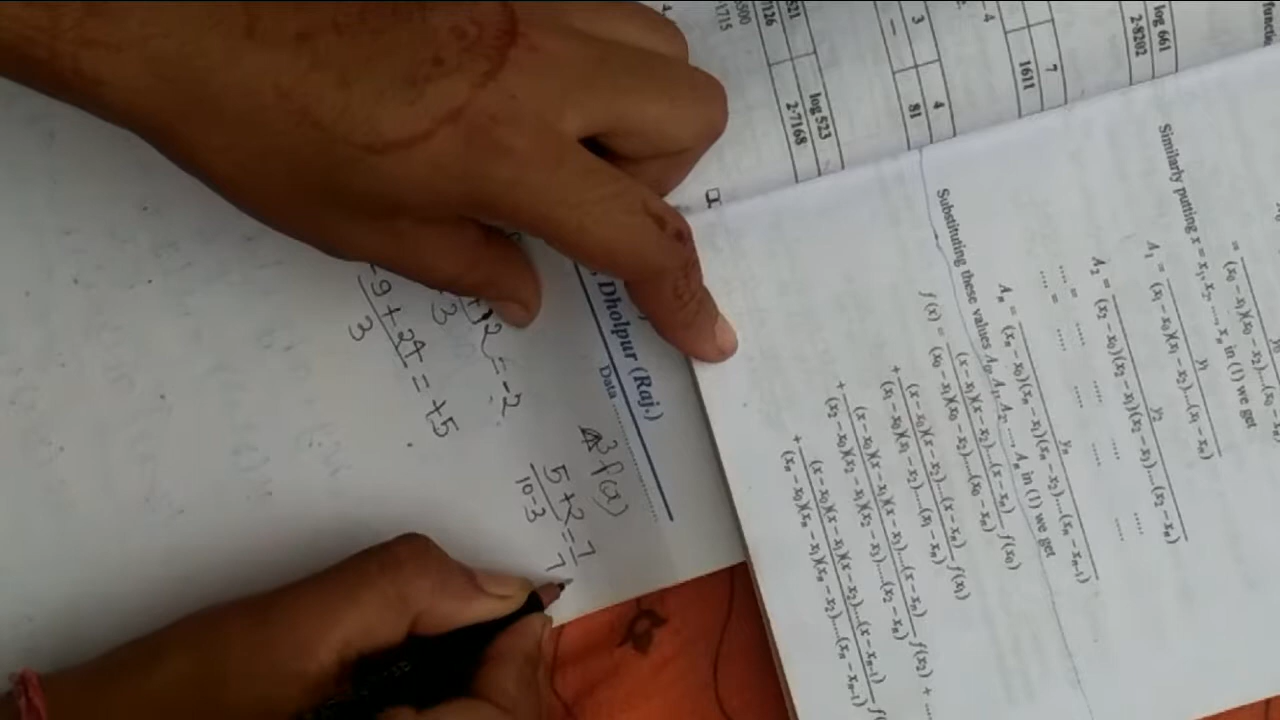 log 661
2·8202
7
1611
4
81
3
log 523
2·7168
Similarly putting x = x₁, x₂, ...., xₙ in (1) we get
A₁ = y₁ / (x₁ – x₀)(x₁ – x₂)....(x₁ – xₙ)
A₂ = y₂ / (x₂ – x₀)(x₂ – x₁)(x₂ – x₃)....(x₂ – xₙ)
.... = ..... ..... ..... .....
.... = ..... ..... ..... .....
Aₙ = yₙ / (xₙ – x₀)(xₙ – x₁)(xₙ – x₂)....(xₙ – xₙ₋₁)
Substituting these values A₀, A₁, A₂, ...., Aₙ in (1) we get
f(x) = (x – x₁)(x – x₂)....(x – xₙ) / (x₀ – x₁)(x₀ – x₂)....(x₀ – xₙ) f(x₀)
+ (x – x₀)(x – x₂)....(x – xₙ) / (x₁ – x₀)(x₁ – x₂)....(x₁ – xₙ) f(x₁)
+ (x – x₀)(x – x₁)(x – x₃)....(x – xₙ) / (x₂ – x₀)(x₂ – x₁)(x₂ – x₃)....(x₂ – xₙ) f(x₂) + ....
+ (x – x₀)(x – x₁)(x – x₂)....(x – xₙ₋₁) / (xₙ – x₀)(xₙ – x₁)(xₙ – x₂)....(xₙ – xₙ₋₁)
Dholpur (Raj.)
Data ..........
Δ³f(x)
5+2/10-3 = 7/7
+12/3 = -2
-9+24/3 = +5